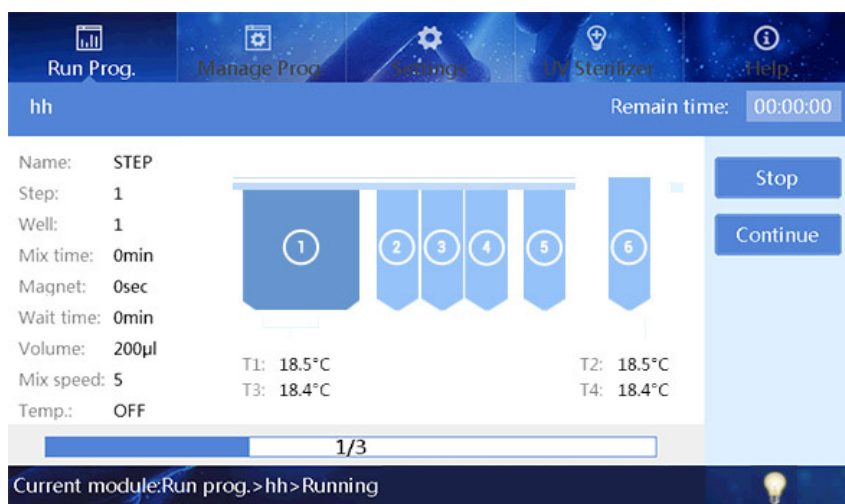 Run Prog.
Manage Prog.
Settings
UV Sterilizer
Help
hh
Remain time: 00:00:00
Name: STEP
Step: 1
Well: 1
Mix time: 0min
Magnet: 0sec
Wait time: 0min
Volume: 200μl
Mix speed: 5
Temp.: OFF
1 2 3 4 5 6
T1: 18.5°C
T3: 18.4°C
T2: 18.5°C
T4: 18.4°C
Stop
Continue
1/3
Current module:Run prog.>hh>Running